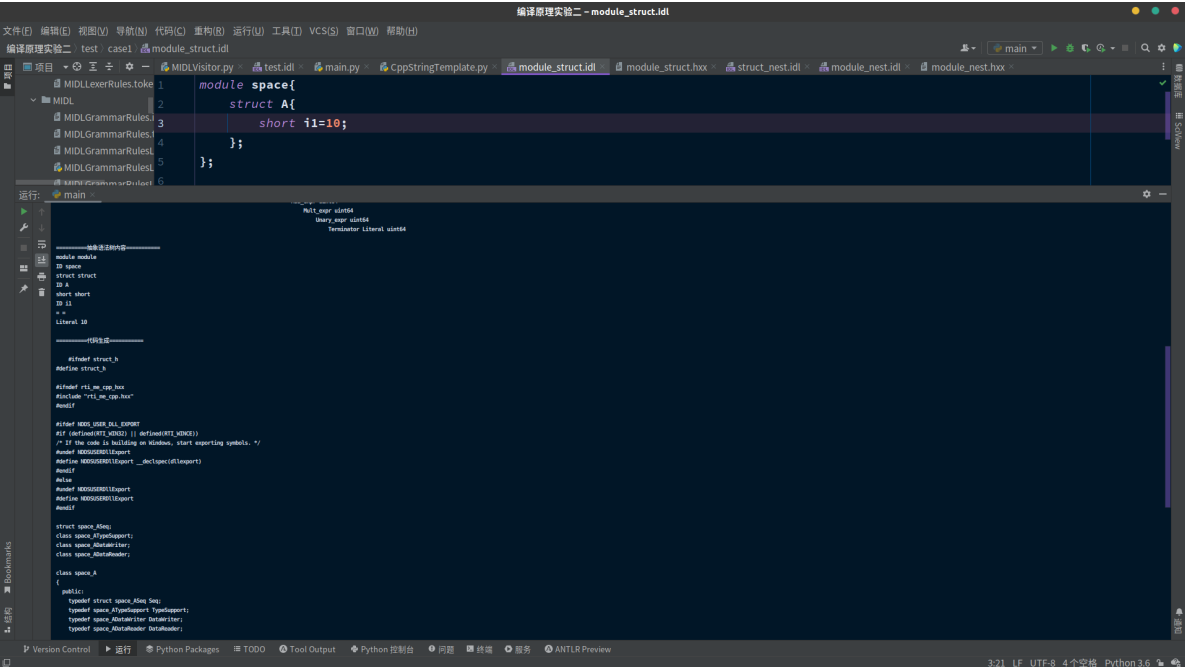 编译原理实验二 – module_struct.idl
文件(F) 编辑(E) 视图(V) 导航(N) 代码(C) 重构(R) 运行(U) 工具(T) VCS(S) 窗口(W) 帮助(H)
编译原理实验二 〉 test 〉 case1 〉 module_struct.idl
main
项目
MIDLVisitor.py × test.idl × main.py × CppStringTemplate.py × module_struct.idl × module_struct.hxx × struct_nest.idl × module_nest.idl × module_nest.hxx ×
MIDLLexerRules.toke
MIDL
MIDLGrammarRules.i
MIDLGrammarRules.t
MIDLGrammarRulesL
MIDLGrammarRulesL
MIDLGrammarRulesl
1 module space{
2 struct A{
3 short i1=10;
4 };
5 };
6
数据库
SciView
运行: main ×
Mult_expr uint64
Unary_expr uint64
Terminator Literal uint64
==========抽象语法树内容===========
module module
ID space
struct struct
ID A
short short
ID i1
= =
Literal 10
==========代码生成===========
#ifndef struct_h
#define struct_h
#ifndef rti_me_cpp_hxx
#include "rti_me_cpp.hxx"
#endif
#ifdef NDDS_USER_DLL_EXPORT
#if (defined(RTI_WIN32) || defined(RTI_WINCE))
/* If the code is building on Windows, start exporting symbols. */
#undef NDDSUSERDllExport
#define NDDSUSERDllExport __declspec(dllexport)
#endif
#else
#undef NDDSUSERDllExport
#define NDDSUSERDllExport
#endif
struct space_ASeq;
class space_ATypeSupport;
class space_ADataWriter;
class space_ADataReader;
class space_A
{
public:
typedef struct space_ASeq Seq;
typedef space_ATypeSupport TypeSupport;
typedef space_ADataWriter DataWriter;
typedef space_ADataReader DataReader;
Bookmarks
结构
通知
Version Control 运行 Python Packages TODO Tool Output Python 控制台 问题 终端 服务 ANTLR Preview
3:21 LF UTF-8 4 个空格 Python 3.6